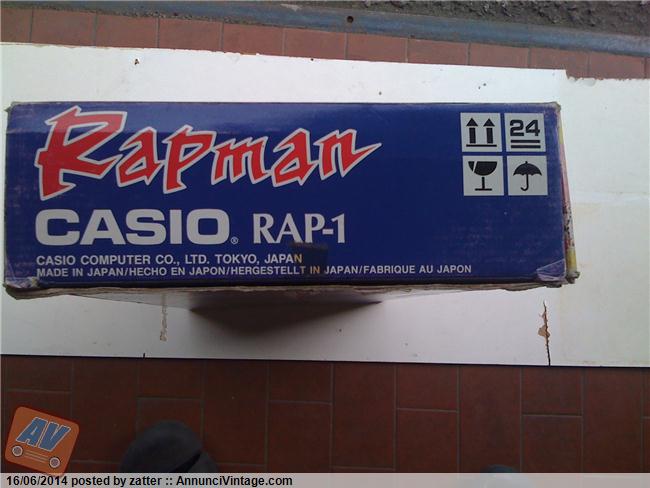 Rapman
24
CASIO® RAP-1
CASIO COMPUTER CO., LTD. TOKYO, JAPAN
MADE IN JAPAN/HECHO EN JAPON/HERGESTELLT IN JAPAN/FABRIQUE AU JAPON
AV
16/06/2014 posted by zatter :: AnnunciVintage.com